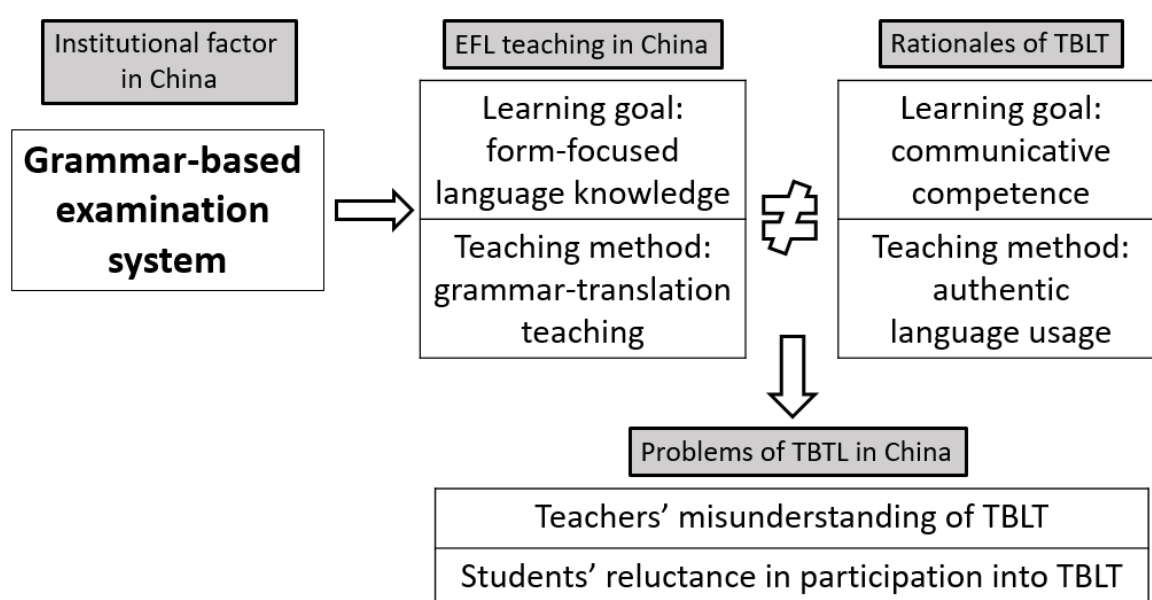 Institutional factor
in China
Grammar-based
examination
system
EFL teaching in China
Learning goal:
form-focused
language knowledge
Teaching method:
grammar-translation
teaching
≠
Rationales of TBLT
Learning goal:
communicative
competence
Teaching method:
authentic
language usage
Problems of TBTL in China
Teachers’ misunderstanding of TBLT
Students’ reluctance in participation into TBLT